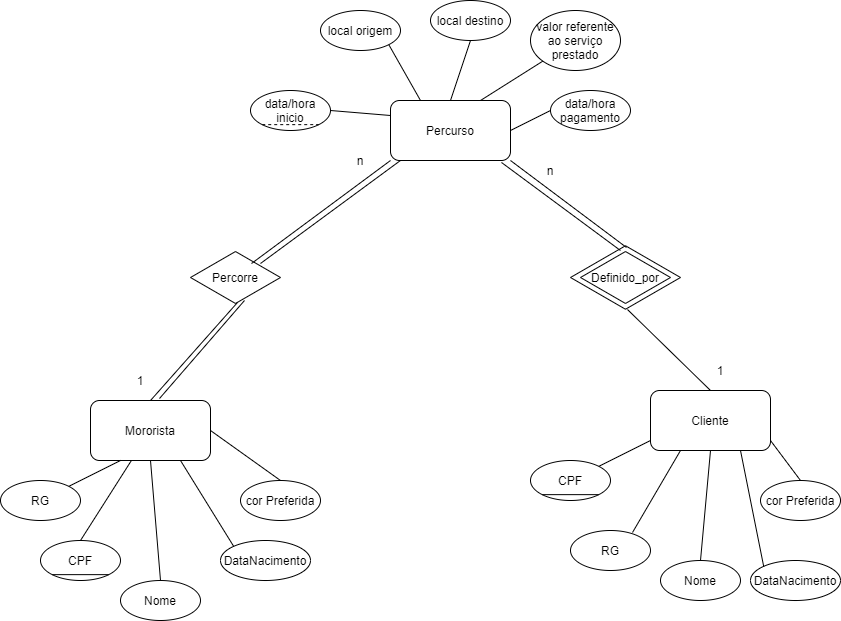 local origem
local destino
valor referente
ao serviço
prestado
data/hora
inicio
Percurso
data/hora
pagamento
n
n
Percorre
Definido_por
1
1
Mororista
Cliente
RG
CPF
Nome
DataNacimento
cor Preferida
CPF
RG
Nome
DataNacimento
cor Preferida